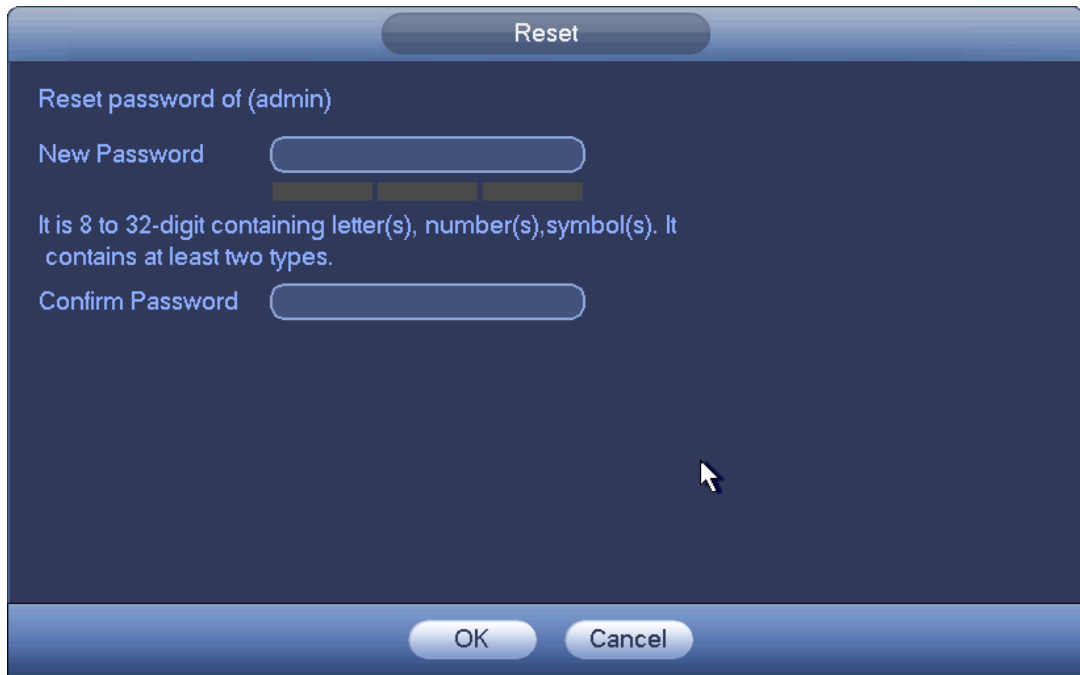 Reset
Reset password of (admin)
New Password
It is 8 to 32-digit containing letter(s), number(s),symbol(s). It
contains at least two types.
Confirm Password
OK
Cancel